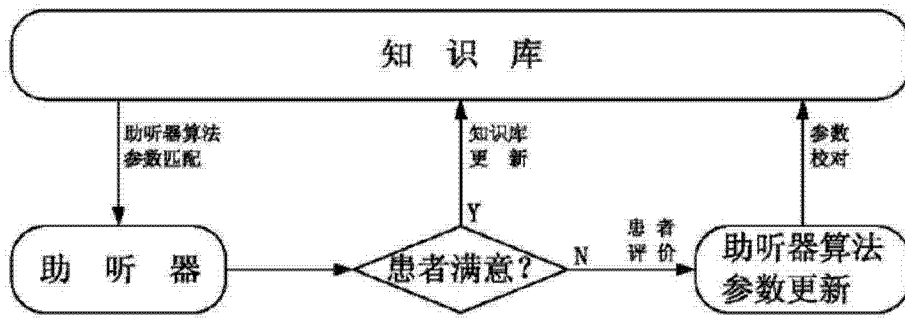 知 识 库
助听器算法
参数匹配
知识库
更 新
参数
校对
Y
助 听 器
患者满意?
N
患 者
评 价
助听器算法
参数更新